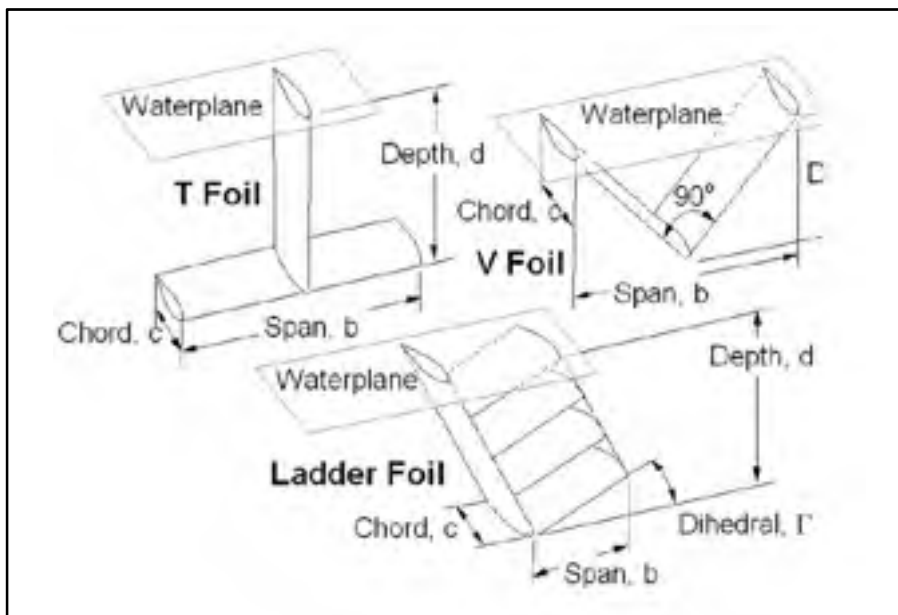 Waterplane
Depth, d
T Foil
Chord, c
Span, b
Waterplane
90°
D
Chord, c
V Foil
Span, b
Waterplane
Depth, d
Ladder Foil
Chord, c
Dihedral, Γ
Span, b